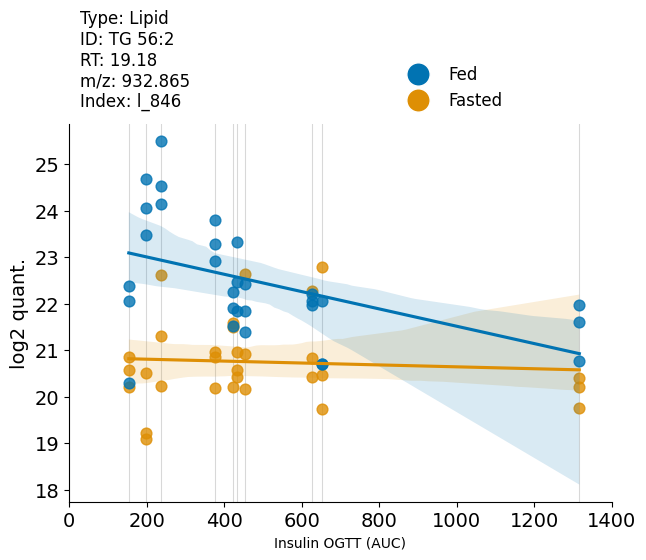 Type: Lipid
ID: TG 56:2
RT: 19.18
m/z: 932.865
Index: l_846
Fed
Fasted
log2 quant.
25
24
23
22
21
20
19
18
0 200 400 600 800 1000 1200 1400
Insulin OGTT (AUC)